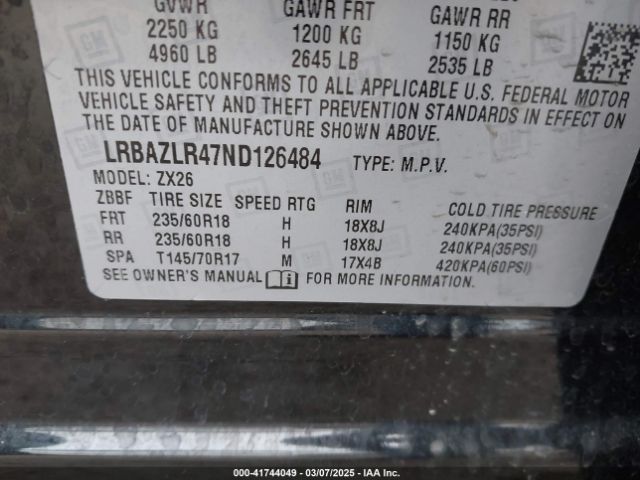 GVWR GAWR FRT GAWR RR
2250 KG 1200 KG 1150 KG
4960 LB 2645 LB 2535 LB
THIS VEHICLE CONFORMS TO ALL APPLICABLE U.S. FEDERAL MOTOR
VEHICLE SAFETY AND THEFT PREVENTION STANDARDS IN EFFECT ON
THE DATE OF MANUFACTURE SHOWN ABOVE.
LRBAZLR47ND126484 TYPE: M.P.V.
MODEL: ZX26
ZBBF TIRE SIZE SPEED RTG RIM COLD TIRE PRESSURE
FRT 235/60R18 H 18X8J 240KPA(35PSI)
RR 235/60R18 H 18X8J 240KPA(35PSI)
SPA T145/70R17 M 17X4B 420KPA(60PSI)
SEE OWNER'S MANUAL FOR MORE INFORMATION.
000-41744049 — 03/07/2025 — IAA Inc.